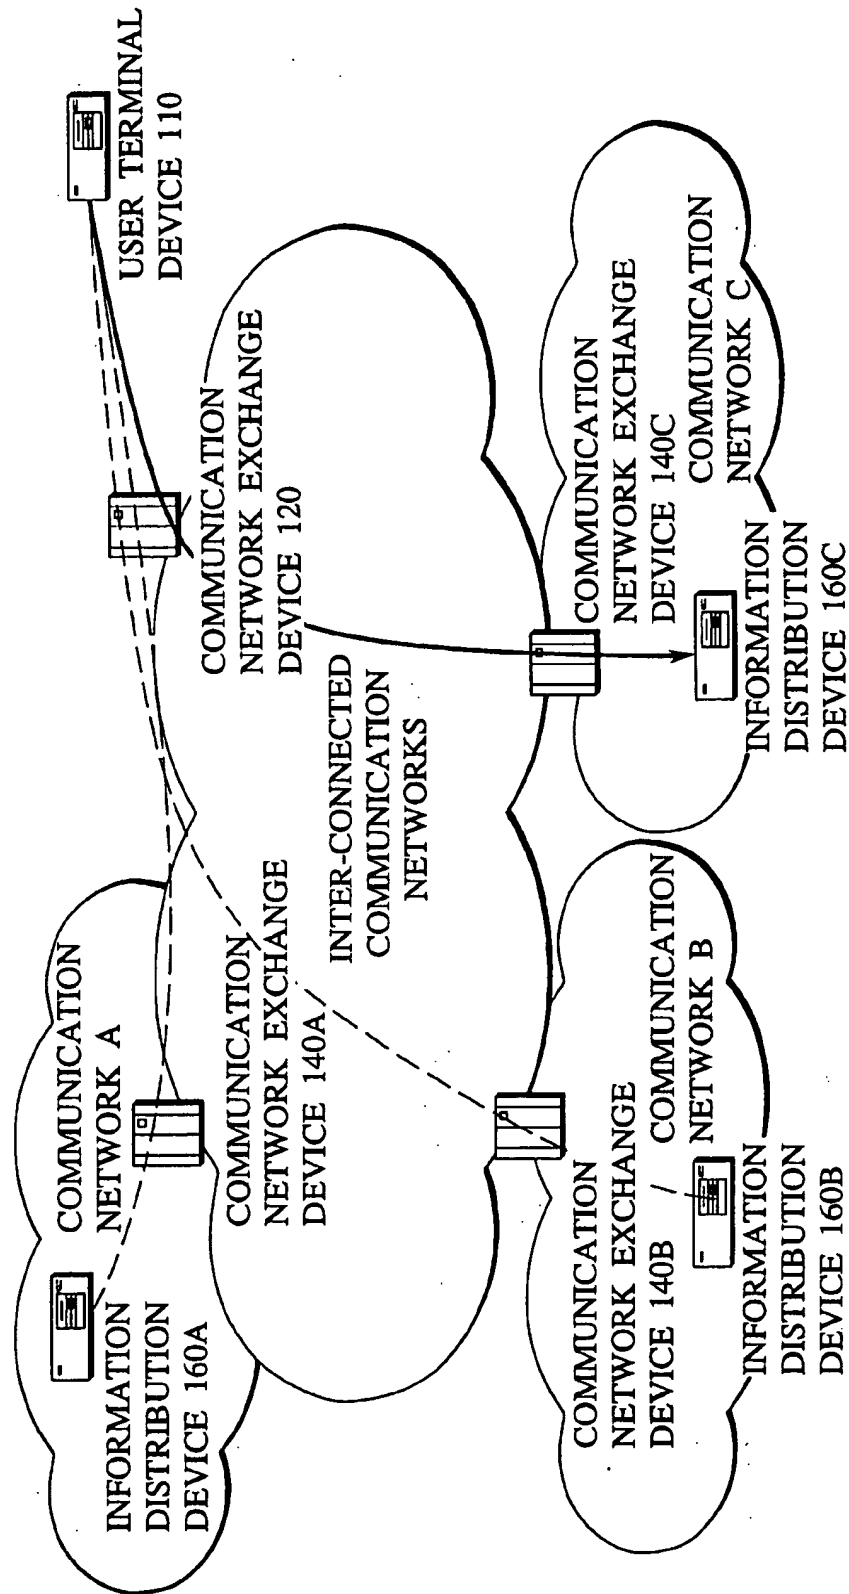 USER TERMINAL
DEVICE 110
COMMUNICATION
NETWORK EXCHANGE
DEVICE 120
COMMUNICATION
NETWORK A
INFORMATION
DISTRIBUTION
DEVICE 160A
COMMUNICATION
NETWORK EXCHANGE
DEVICE 140A
INTER-CONNECTED
COMMUNICATION
NETWORKS
COMMUNICATION
NETWORK EXCHANGE
DEVICE 140B
COMMUNICATION
NETWORK B
INFORMATION
DISTRIBUTION
DEVICE 160B
COMMUNICATION
NETWORK EXCHANGE
DEVICE 140C
COMMUNICATION
NETWORK C
INFORMATION
DISTRIBUTION
DEVICE 160C